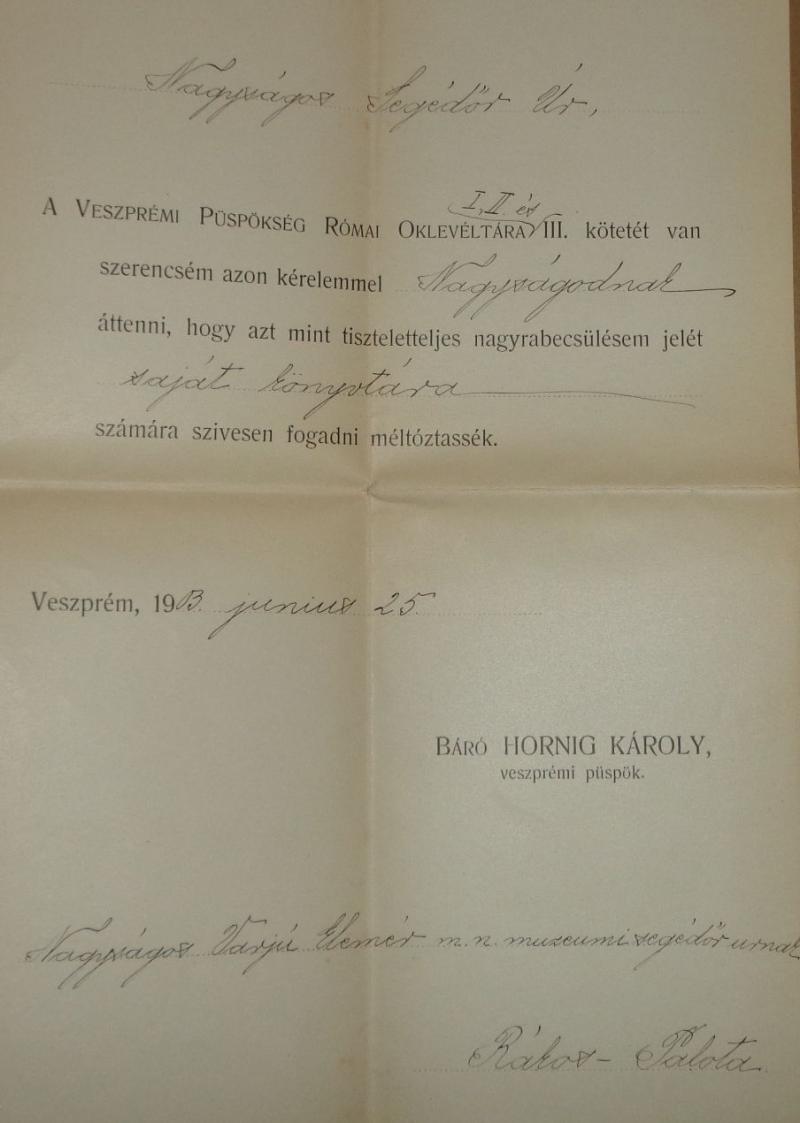 Nagyságos Segédőr Úr,
I, II. és
A VESZPRÉMI PÜSPÖKSÉG RÓMAI OKLEVÉLTÁRA III. kötetét van
szerencsém azon kérelemmel Nagyságodnak
áttenni, hogy azt mint tiszteletteljes nagyrabecsülésem jelét
saját könyvtára
számára szivesen fogadni méltóztassék.
Veszprém, 1903. junius 25.
BÁRÓ HORNIG KÁROLY,
veszprémi püspök.
Nagyságos Varjú Elemér m. n. muzeumi segédőr urnak
Rákos-Palota